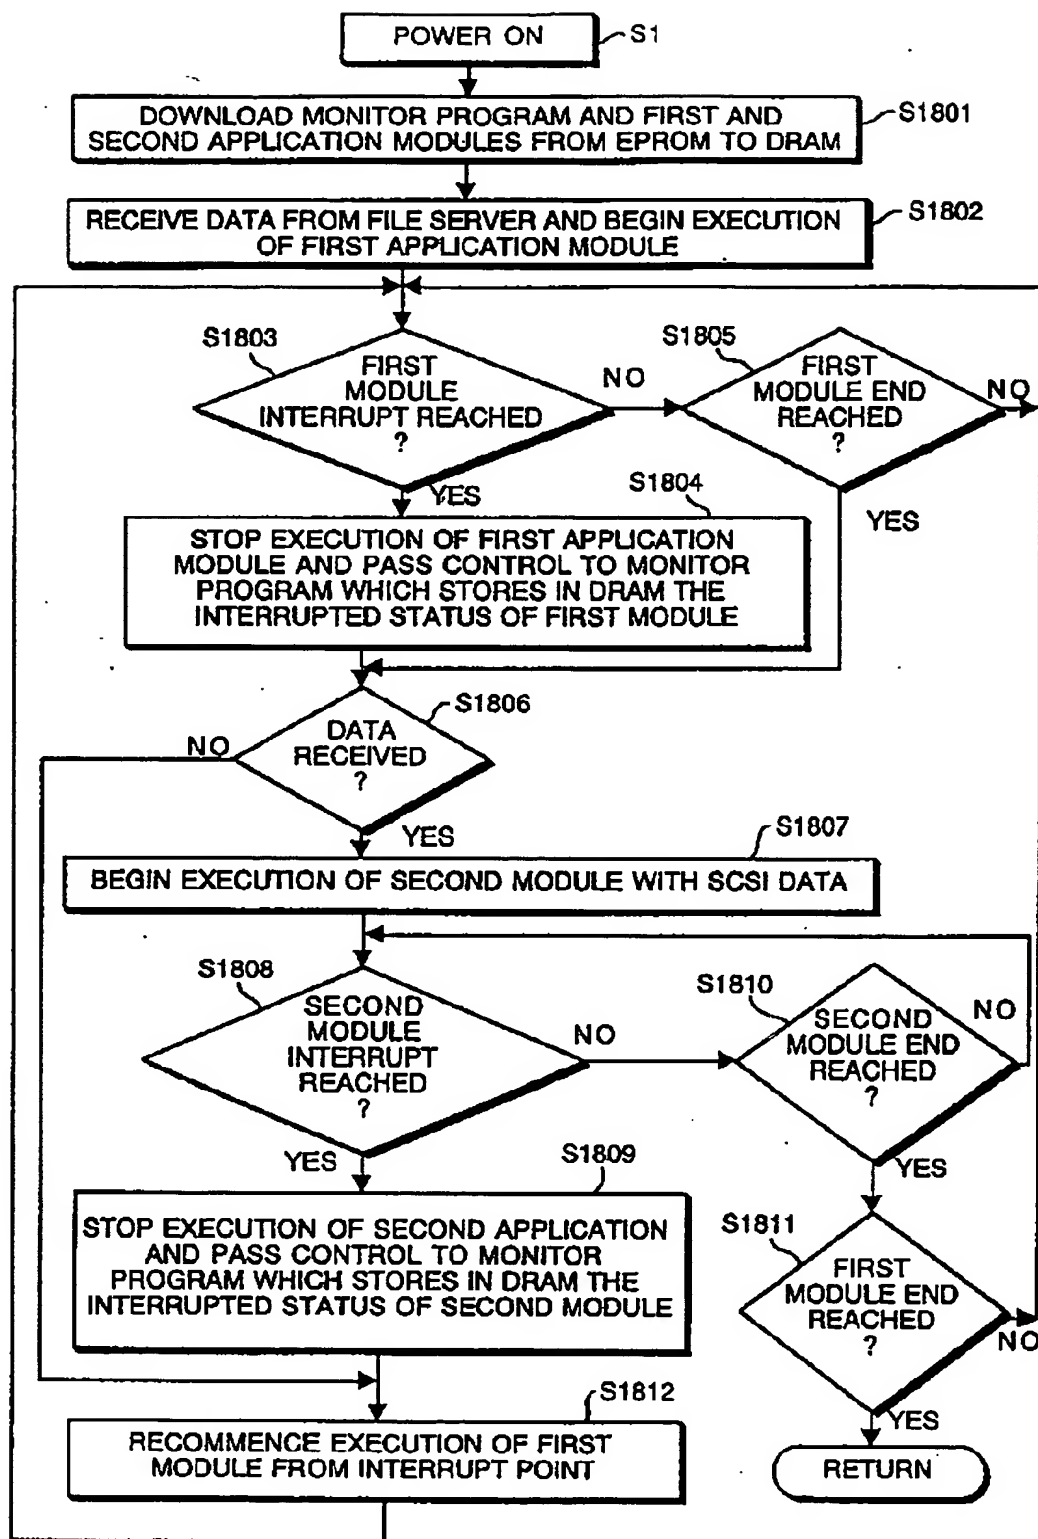 POWER ON
S1
DOWNLOAD MONITOR PROGRAM AND FIRST AND
SECOND APPLICATION MODULES FROM EPROM TO DRAM
S1801
RECEIVE DATA FROM FILE SERVER AND BEGIN EXECUTION
OF FIRST APPLICATION MODULE
S1802
S1803
FIRST
MODULE
INTERRUPT REACHED
?
NO
YES
S1805
FIRST
MODULE END
REACHED
?
NO
YES
S1804
STOP EXECUTION OF FIRST APPLICATION
MODULE AND PASS CONTROL TO MONITOR
PROGRAM WHICH STORES IN DRAM THE
INTERRUPTED STATUS OF FIRST MODULE
S1806
DATA
RECEIVED
?
NO
YES
S1807
BEGIN EXECUTION OF SECOND MODULE WITH SCSI DATA
S1808
SECOND
MODULE
INTERRUPT
REACHED
?
NO
YES
S1810
SECOND
MODULE END
REACHED
?
NO
YES
S1809
STOP EXECUTION OF SECOND APPLICATION
AND PASS CONTROL TO MONITOR
PROGRAM WHICH STORES IN DRAM THE
INTERRUPTED STATUS OF SECOND MODULE
S1811
FIRST
MODULE END
REACHED
?
NO
YES
S1812
RECOMMENCE EXECUTION OF FIRST
MODULE FROM INTERRUPT POINT
RETURN